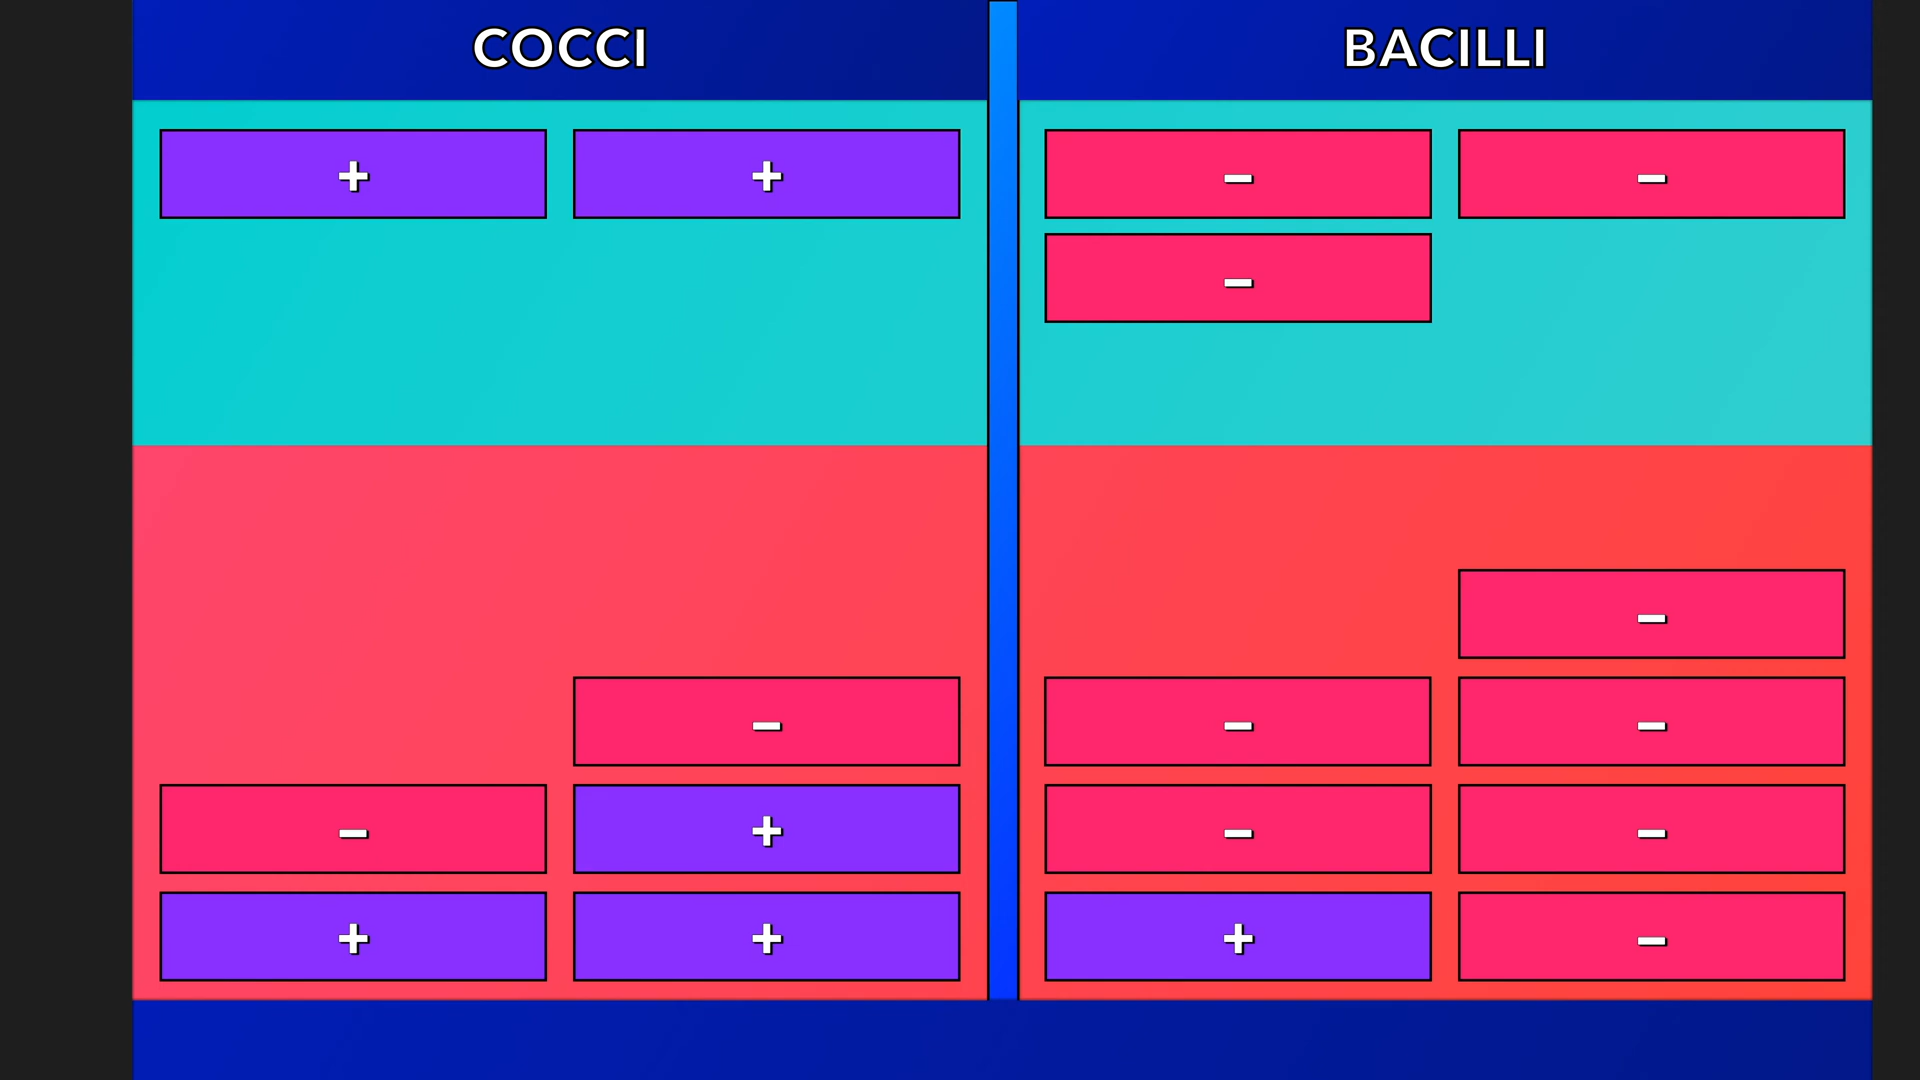 COCCI BACILLI
+ + – –
–
–
– – –
– + – –
+ + + –